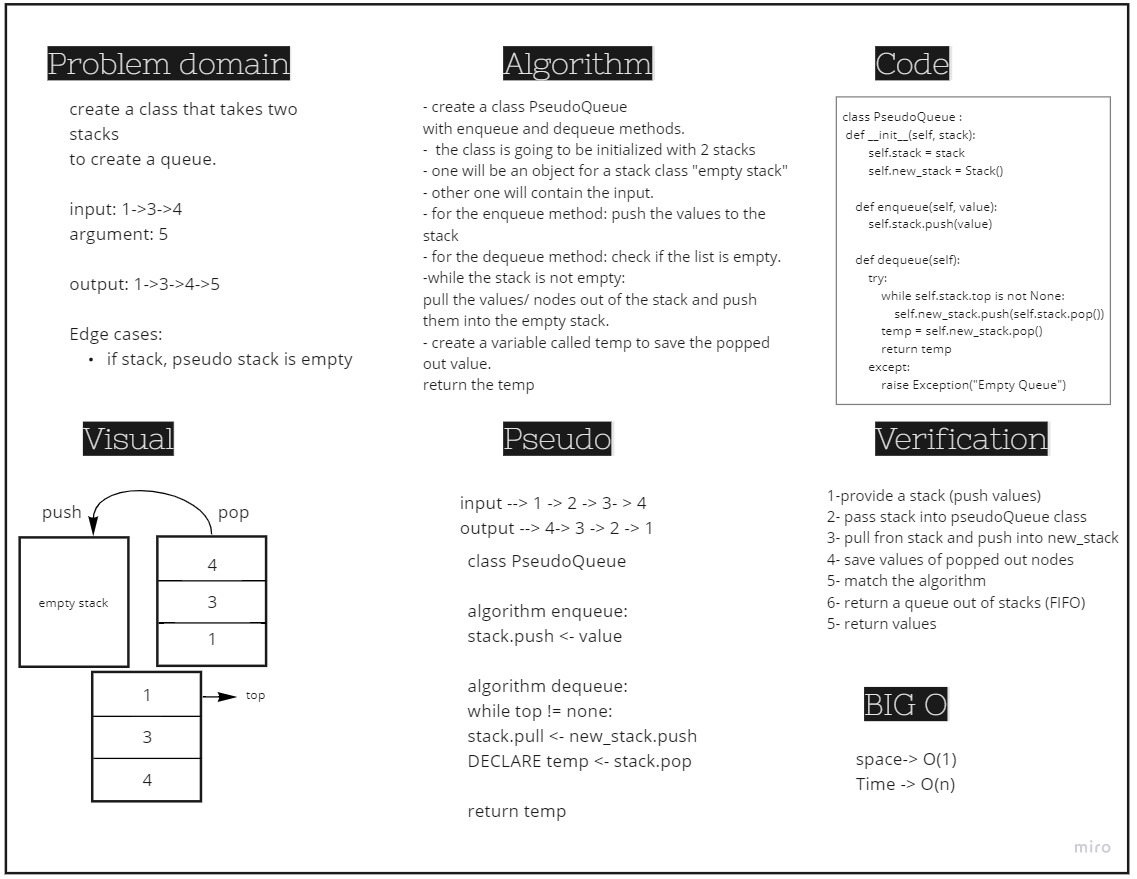 Problem domain
create a class that takes two
stacks
to create a queue.
input: 1->3->4
argument: 5
output: 1->3->4->5
Edge cases:
• if stack, pseudo stack is empty
Algorithm
- create a class PseudoQueue
with enqueue and dequeue methods.
- the class is going to be initialized with 2 stacks
- one will be an object for a stack class "empty stack"
- other one will contain the input.
- for the enqueue method: push the values to the
stack
- for the dequeue method: check if the list is empty.
-while the stack is not empty:
pull the values/ nodes out of the stack and push
them into the empty stack.
- create a variable called temp to save the popped
out value.
return the temp
Code
class PseudoQueue :
def __init__(self, stack):
self.stack = stack
self.new_stack = Stack()
def enqueue(self, value):
self.stack.push(value)
def dequeue(self):
try:
while self.stack.top is not None:
self.new_stack.push(self.stack.pop())
temp = self.new_stack.pop()
return temp
except:
raise Exception("Empty Queue")
Visual
push
pop
empty stack
4
3
1
1
top
3
4
Pseudo
input --> 1 -> 2 -> 3- > 4
output --> 4-> 3 -> 2 -> 1
class PseudoQueue
algorithm enqueue:
stack.push <- value
algorithm dequeue:
while top != none:
stack.pull <- new_stack.push
DECLARE temp <- stack.pop
return temp
Verification
1-provide a stack (push values)
2- pass stack into pseudoQueue class
3- pull fron stack and push into new_stack
4- save values of popped out nodes
5- match the algorithm
6- return a queue out of stacks (FIFO)
5- return values
BIG O
space-> O(1)
Time -> O(n)
miro